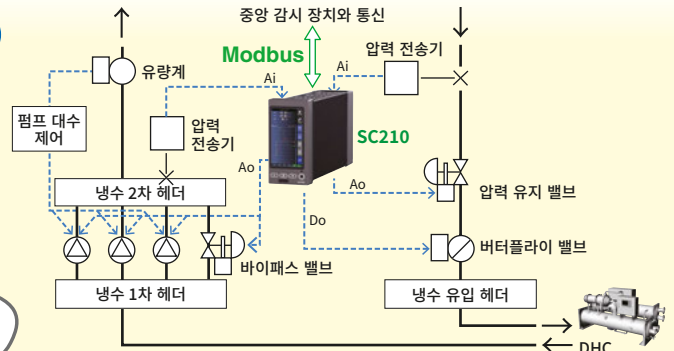 중앙 감시 장치와 통신
Modbus
압력 전송기
유량계
Ai
Ai
펌프 대수
제어
압력
전송기
SC210
Ao
Ao
냉수 2차 헤더
압력 유지 밸브
Do
버터플라이 밸브
바이패스 밸브
냉수 1차 헤더
냉수 유입 헤더
DHC